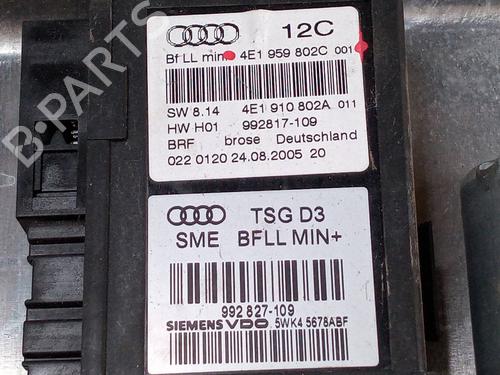 12C
Bf LL min 4E1 959 802C 001
SW 8.14 4E1 910 802A 011
HW H01 992817-109
BRF brose Deutschland
022 0120 24.08.2005 20
TSG D3
SME BFLL MIN+
992 827-109
SIEMENS VDO 5WK4 5678ABF
B-PARTS